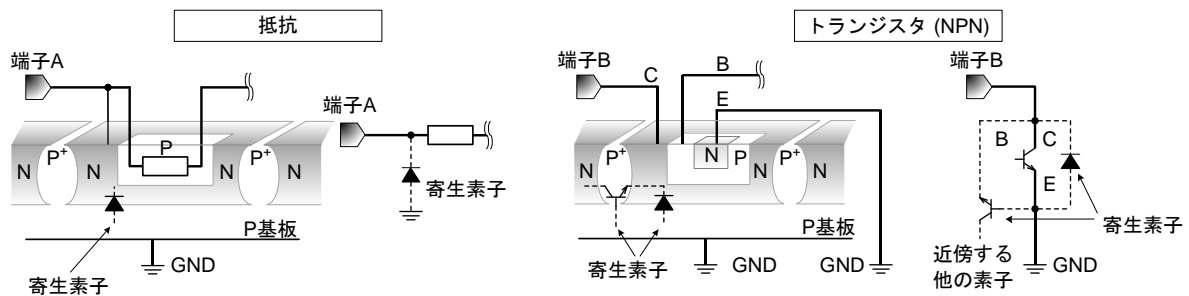 抵抗
トランジスタ (NPN)
端子A
端子A
N
P+
N
P
N
P+
N
寄生素子
P基板
GND
寄生素子
端子B
C
B
E
N
P+
N
N
P
N
P+
N
P基板
寄生素子
GND
GND
端子B
B
C
E
寄生素子
近傍する
他の素子
GND